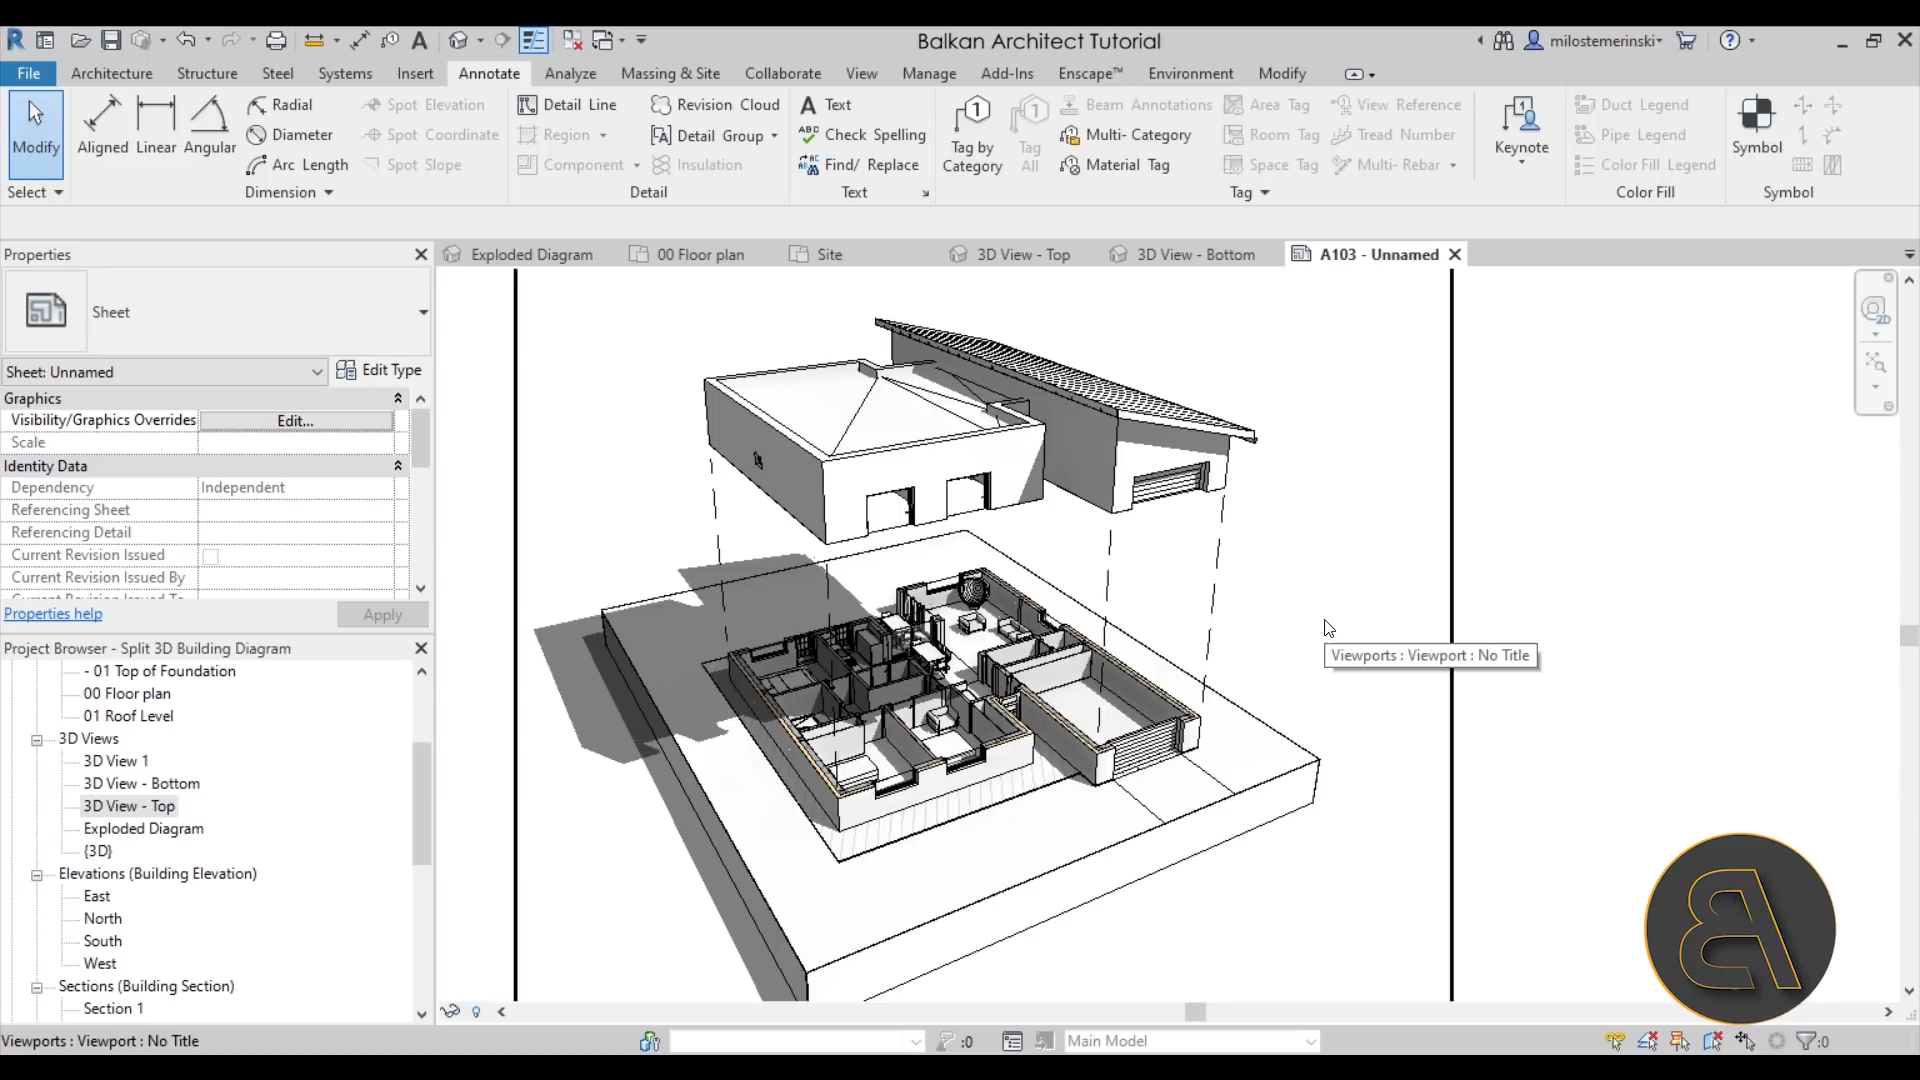 Balkan Architect Tutorial
milostemerinski
File Architecture Structure Steel Systems Insert Annotate Analyze Massing & Site Collaborate View Manage Add-Ins Enscape™ Environment Modify
Modify Aligned Linear Angular
Radial
Diameter
Arc Length
Spot Elevation
Spot Coordinate
Spot Slope
Detail Line
Region
Component
Revision Cloud
Detail Group
Insulation
Text
Check Spelling
Find/ Replace
Tag by
Category
Tag
All
Beam Annotations
Multi- Category
Material Tag
Area Tag
Room Tag
Space Tag
View Reference
Tread Number
Multi- Rebar
Keynote
Duct Legend
Pipe Legend
Color Fill Legend
Symbol
Select Dimension Detail Text Tag Color Fill Symbol
Properties
Exploded Diagram 00 Floor plan Site 3D View - Top 3D View - Bottom A103 - Unnamed
Sheet
Sheet: Unnamed Edit Type
Graphics
Visibility/Graphics Overrides Edit...
Scale
Identity Data
Dependency Independent
Referencing Sheet
Referencing Detail
Current Revision Issued
Current Revision Issued By
Current Revision Issued To
Properties help Apply
Project Browser - Split 3D Building Diagram
- 01 Top of Foundation
00 Floor plan
01 Roof Level
3D Views
3D View 1
3D View - Bottom
3D View - Top
Exploded Diagram
{3D}
Elevations (Building Elevation)
East
North
South
West
Sections (Building Section)
Section 1
2D
Viewports : Viewport : No Title
Viewports : Viewport : No Title
:0
Main Model
:0